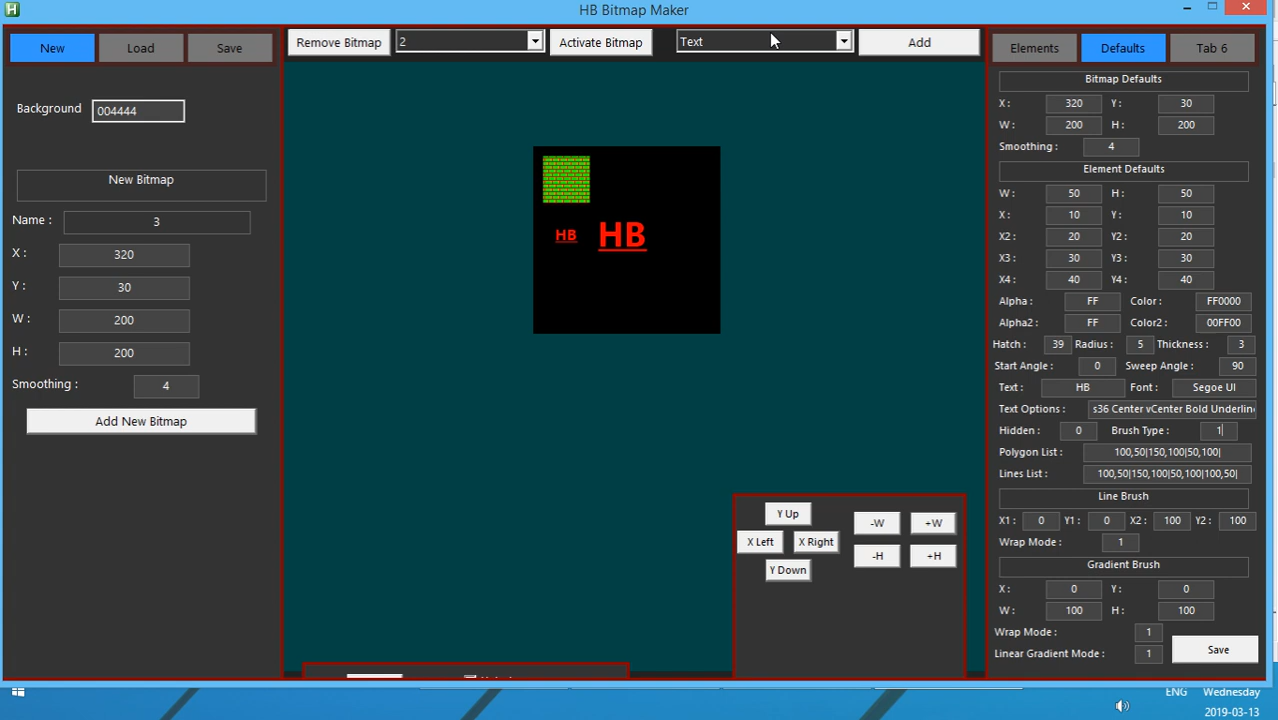 HB Bitmap Maker
New Load Save
Remove Bitmap 2 Activate Bitmap Text Add
Elements Defaults Tab 6
Background 004444
New Bitmap
Name : 3
X : 320
Y : 30
W : 200
H : 200
Smoothing : 4
Add New Bitmap
HB HB
Y Up
X Left X Right
Y Down
-W +W
-H +H
Bitmap Defaults
X : 320 Y : 30
W : 200 H : 200
Smoothing : 4
Element Defaults
W : 50 H : 50
X : 10 Y : 10
X2 : 20 Y2 : 20
X3 : 30 Y3 : 30
X4 : 40 Y4 : 40
Alpha : FF Color : FF0000
Alpha2 : FF Color2 : 00FF00
Hatch : 39 Radius : 5 Thickness : 3
Start Angle : 0 Sweep Angle : 90
Text : HB Font : Segoe UI
Text Options : s36 Center vCenter Bold Underlin
Hidden : 0 Brush Type : 1
Polygon List : 100,50|150,100|50,100|
Lines List : 100,50|150,100|50,100|100,50|
Line Brush
X1 : 0 Y1 : 0 X2 : 100 Y2 : 100
Wrap Mode : 1
Gradient Brush
X : 0 Y : 0
W : 100 H : 100
Wrap Mode : 1
Linear Gradient Mode : 1
Save
ENG Wednesday
2019-03-13